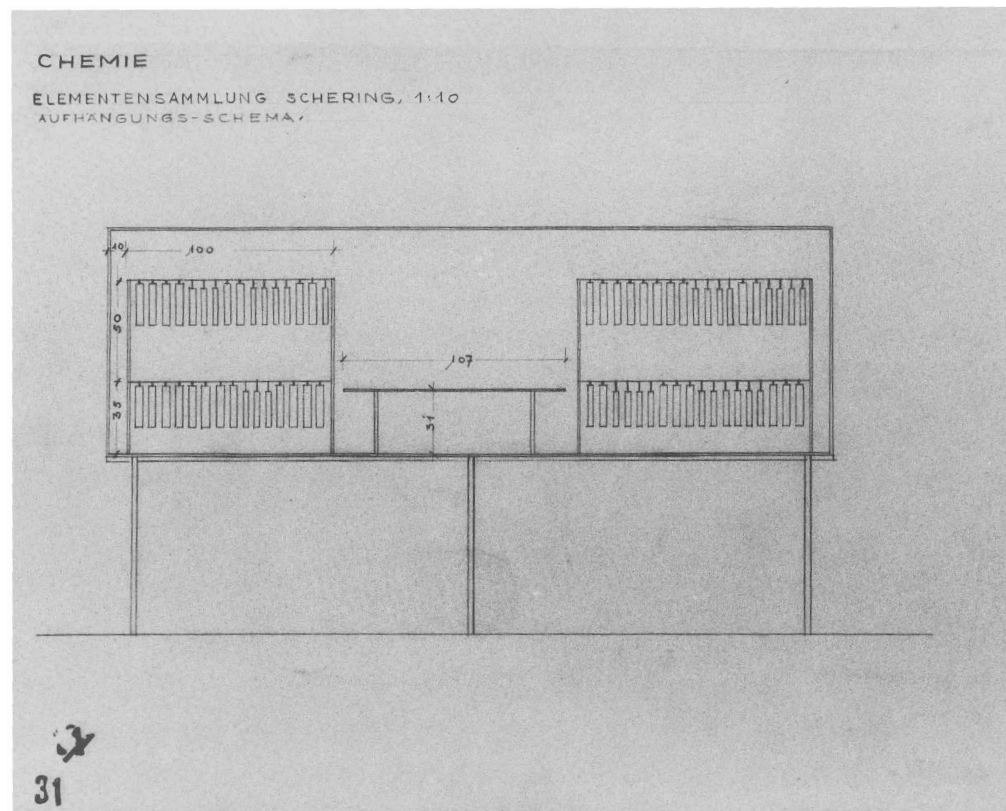 CHEMIE
ELEMENTENSAMMLUNG SCHERING, 1:10
AUFHÄNGUNGS-SCHEMA.
10
100
50
107
35
31
31